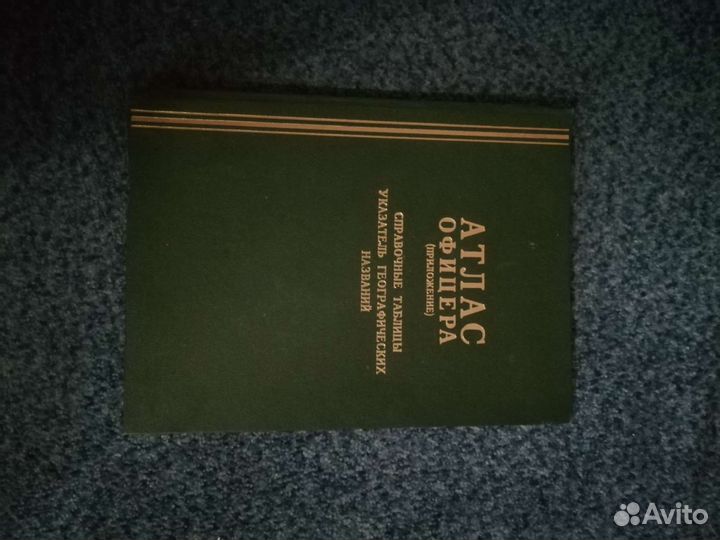 АТЛАС
ОФИЦЕРА
(ПРИЛОЖЕНИЕ)
СПРАВОЧНЫЕ ТАБЛИЦЫ
УКАЗАТЕЛЬ ГЕОГРАФИЧЕСКИХ
НАЗВАНИЙ
Avito